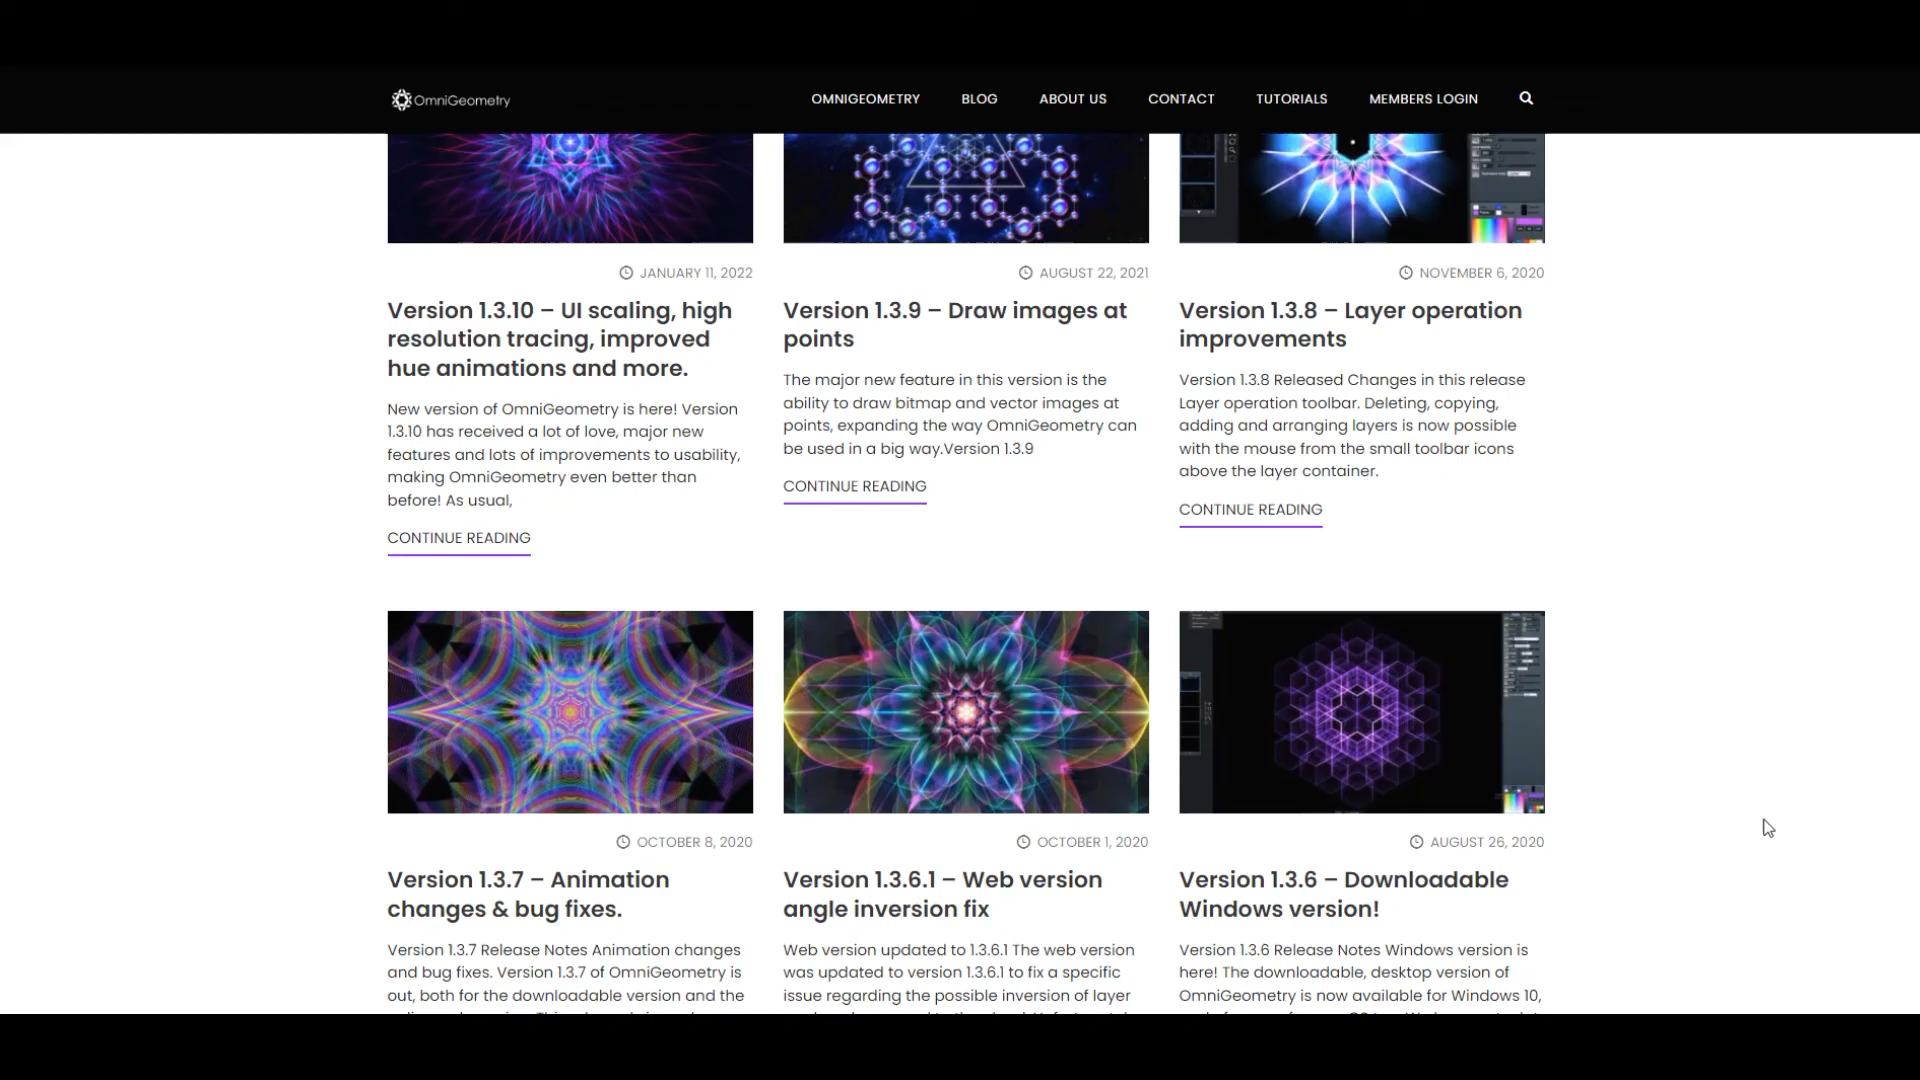 OmniGeometry
OMNIGEOMETRY BLOG ABOUT US CONTACT TUTORIALS MEMBERS LOGIN
JANUARY 11, 2022
Version 1.3.10 – UI scaling, high
resolution tracing, improved
hue animations and more.
New version of OmniGeometry is here! Version
1.3.10 has received a lot of love, major new
features and lots of improvements to usability,
making OmniGeometry even better than
before! As usual,
CONTINUE READING
AUGUST 22, 2021
Version 1.3.9 – Draw images at
points
The major new feature in this version is the
ability to draw bitmap and vector images at
points, expanding the way OmniGeometry can
be used in a big way.Version 1.3.9
CONTINUE READING
NOVEMBER 6, 2020
Version 1.3.8 – Layer operation
improvements
Version 1.3.8 Released Changes in this release
Layer operation toolbar. Deleting, copying,
adding and arranging layers is now possible
with the mouse from the small toolbar icons
above the layer container.
CONTINUE READING
OCTOBER 8, 2020
Version 1.3.7 – Animation
changes & bug fixes.
Version 1.3.7 Release Notes Animation changes
and bug fixes. Version 1.3.7 of OmniGeometry is
out, both for the downloadable version and the
OCTOBER 1, 2020
Version 1.3.6.1 – Web version
angle inversion fix
Web version updated to 1.3.6.1 The web version
was updated to version 1.3.6.1 to fix a specific
issue regarding the possible inversion of layer
AUGUST 26, 2020
Version 1.3.6 – Downloadable
Windows version!
Version 1.3.6 Release Notes Windows version is
here! The downloadable, desktop version of
OmniGeometry is now available for Windows 10,